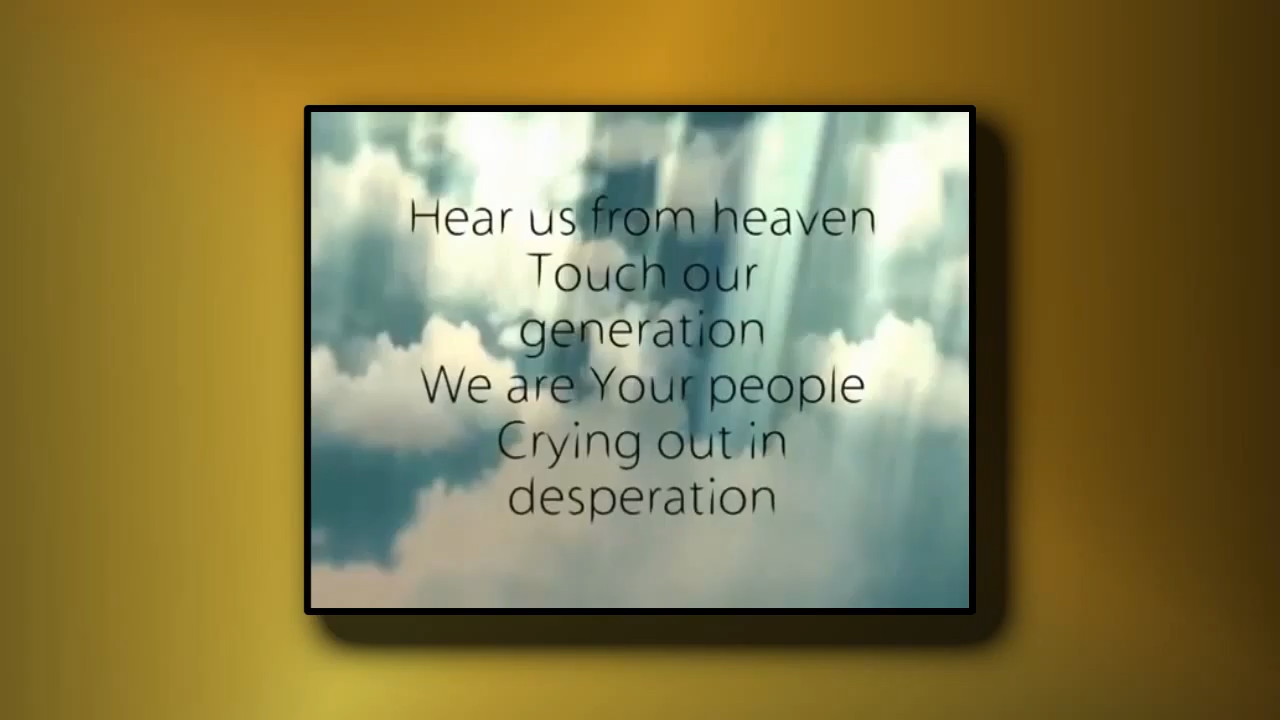 Hear us from heaven
Touch our
generation
We are Your people
Crying out in
desperation